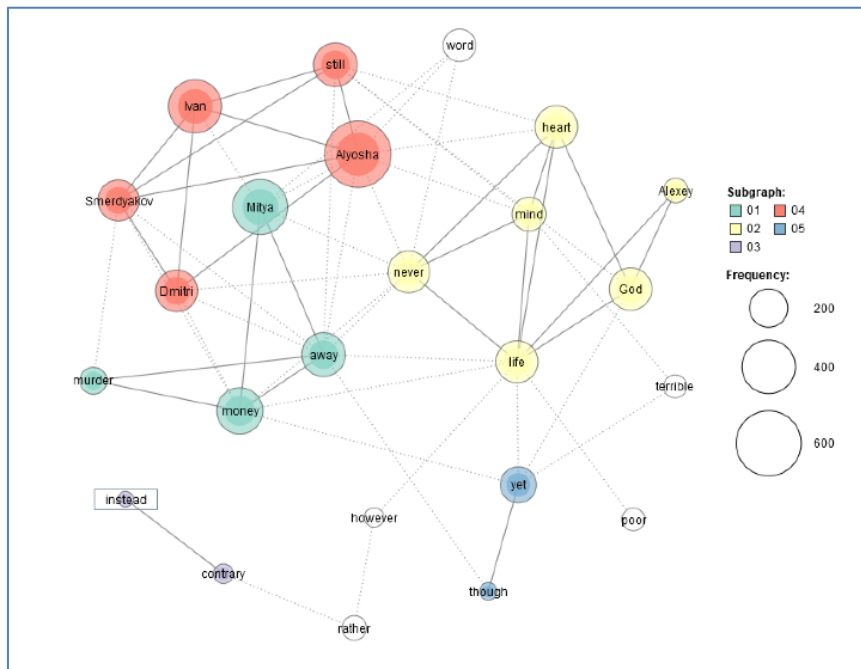 still
word
Ivan
heart
Alyosha
Alexey
Smerdyakov
Mitya
mind
never
God
Dmitri
away
life
murder
money
terrible
yet
instead
however
poor
contrary
though
rather
Subgraph:
01 04
02 05
03
Frequency:
200
400
600